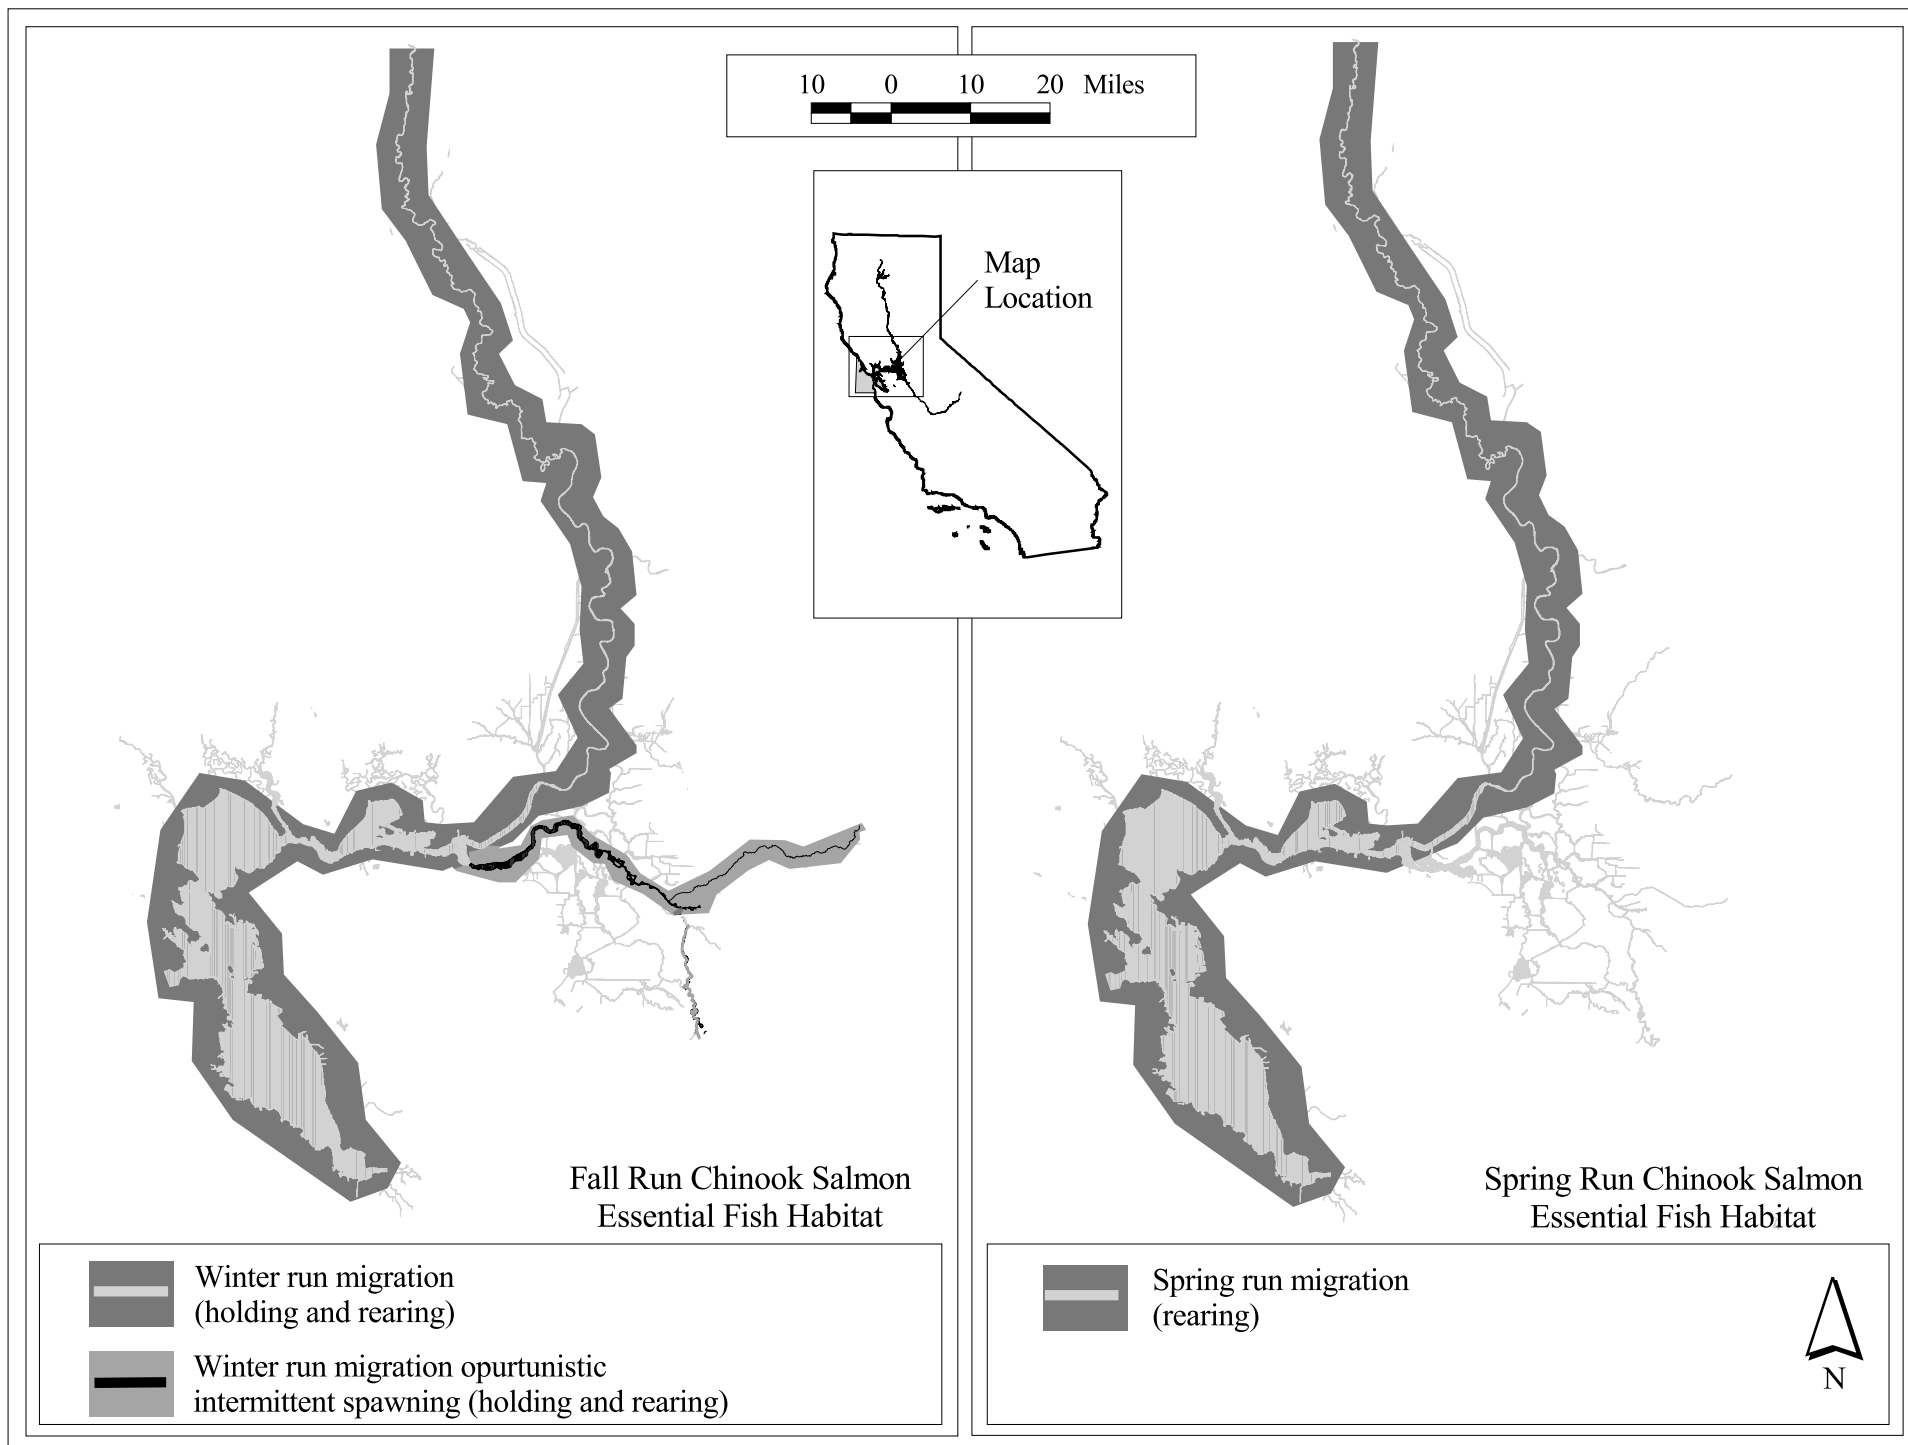 10 0 10 20 Miles
Map
Location
Fall Run Chinook Salmon
Essential Fish Habitat
Winter run migration
(holding and rearing)
Winter run migration opurtunistic
intermittent spawning (holding and rearing)
Spring Run Chinook Salmon
Essential Fish Habitat
Spring run migration
(rearing)
N